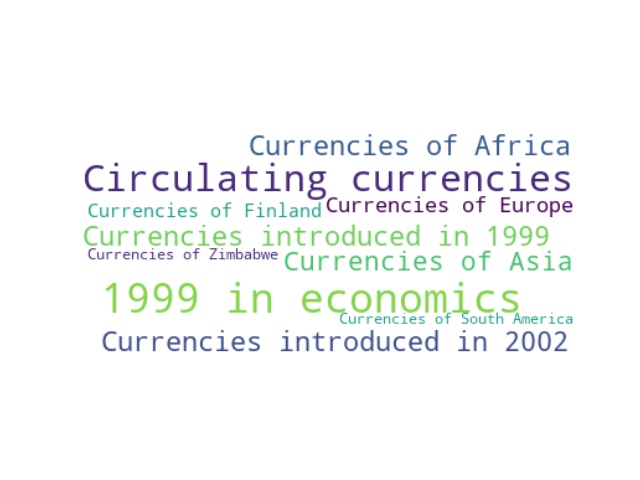 Currencies of Africa
Circulating currencies
Currencies of Finland
Currencies of Europe
Currencies introduced in 1999
Currencies of Zimbabwe
Currencies of Asia
1999 in economics
Currencies of South America
Currencies introduced in 2002